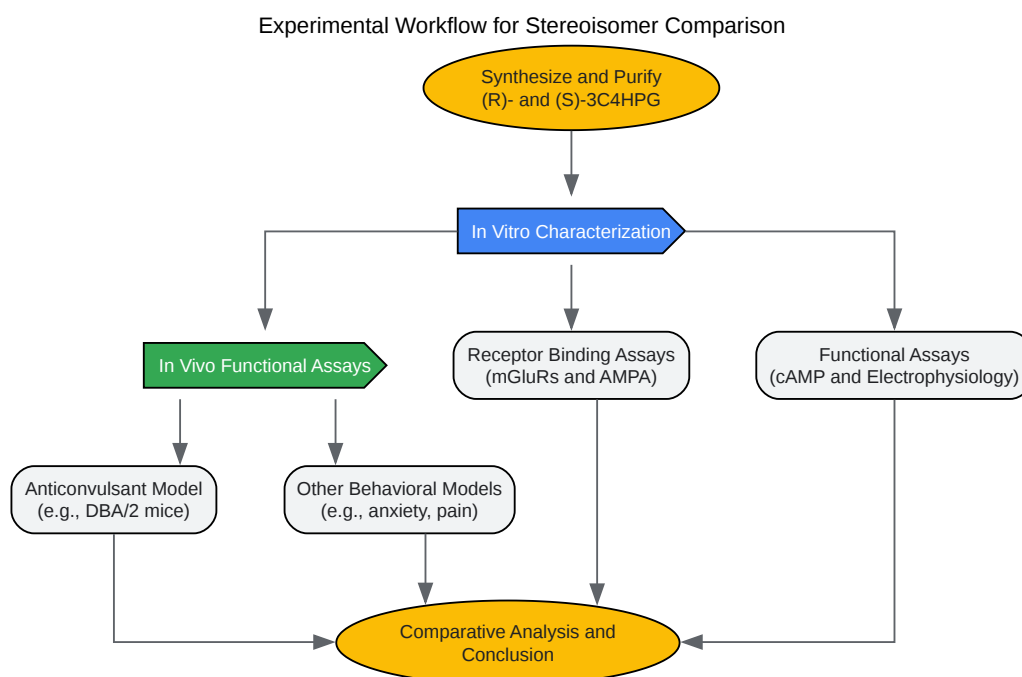 Experimental Workflow for Stereoisomer Comparison
Synthesize and Purify
(R)- and (S)-3C4HPG
In Vitro Characterization
In Vivo Functional Assays
Receptor Binding Assays
(mGluRs and AMPA)
Functional Assays
(cAMP and Electrophysiology)
Anticonvulsant Model
(e.g., DBA/2 mice)
Other Behavioral Models
(e.g., anxiety, pain)
Comparative Analysis and
Conclusion